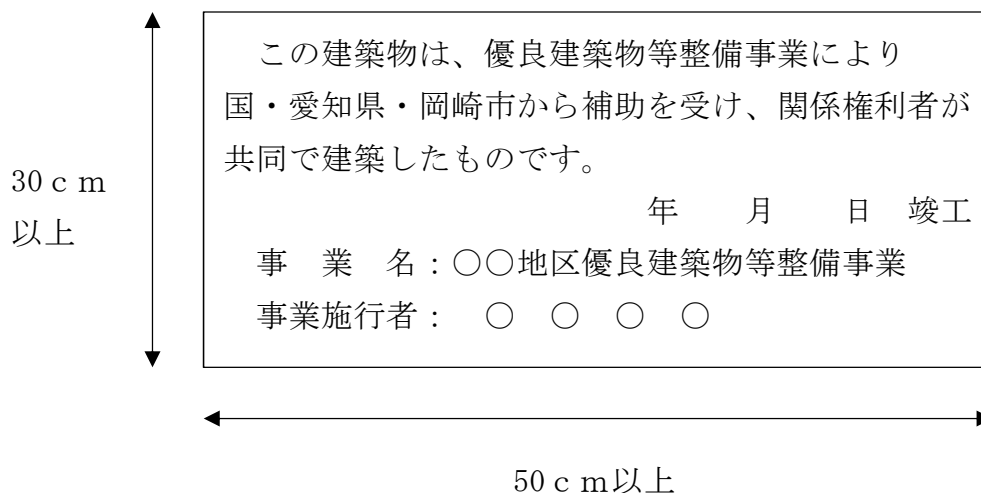 この建築物は、優良建築物等整備事業により
国・愛知県・岡崎市から補助を受け、関係権利者が
共同で建築したものです。
年　　月　　日　竣工
事　業　名：○○地区優良建築物等整備事業
事業施行者：　○　○　○　○
30ｃｍ
以上
50ｃｍ以上